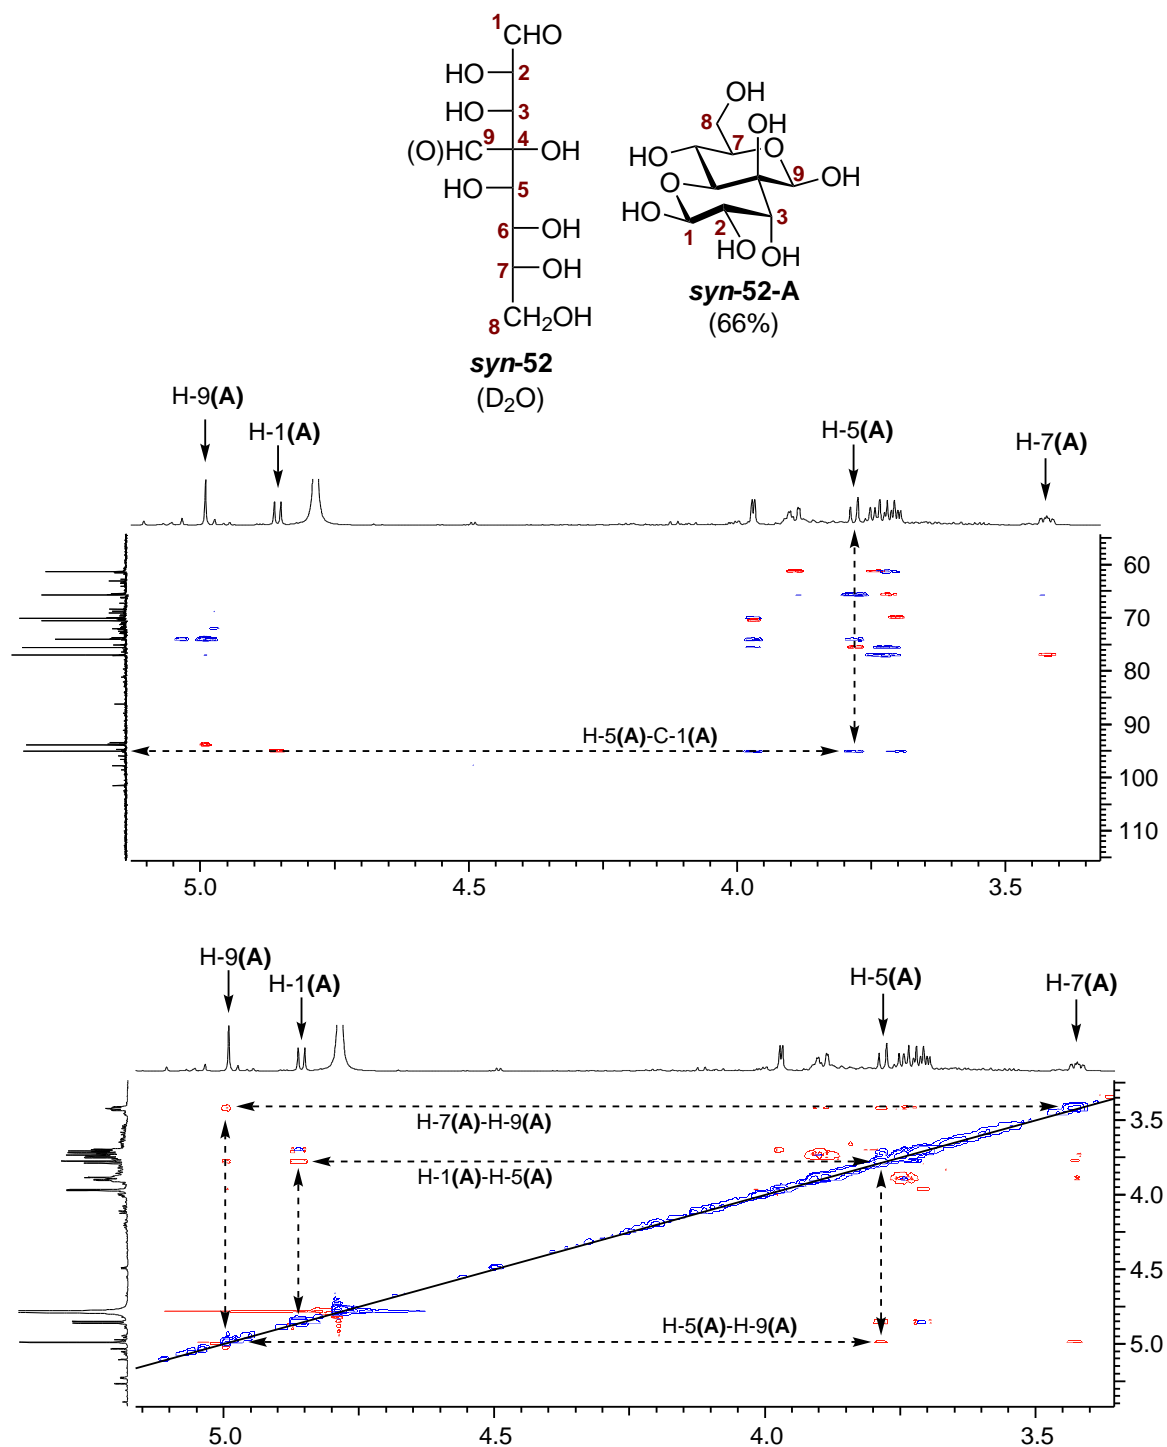 1
CHO
HO 2
HO 3
(O)HC 9 4 OH
HO 5
6 OH
7 OH
8 CH2OH
syn-52
(D2O)
OH
8 OH
7 O
HO 9 OH
O
HO 3
1 2
HO OH
syn-52-A
(66%)
H-9(A)
H-1(A)
H-5(A)
H-7(A)
60
70
80
90
100
110
H-5(A)-C-1(A)
5.0 4.5 4.0 3.5
H-9(A)
H-1(A)
H-5(A)
H-7(A)
3.5
4.0
4.5
5.0
H-7(A)-H-9(A)
H-1(A)-H-5(A)
H-5(A)-H-9(A)
5.0 4.5 4.0 3.5